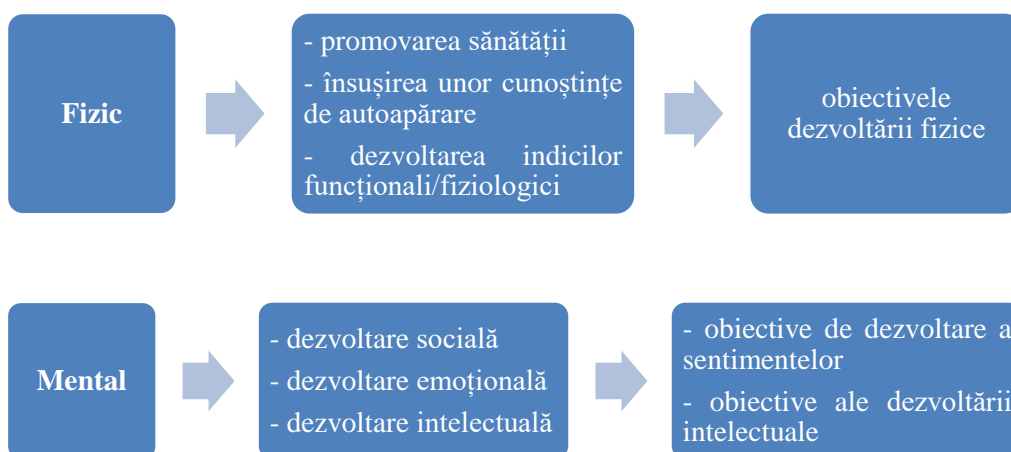 Fizic
- promovarea sănătății
- însușirea unor cunoștințe
de autoapărare
- dezvoltarea indicilor
funcționali/fiziologici
obiectivele
dezvoltării fizice
Mental
- dezvoltare socială
- dezvoltare emoțională
- dezvoltare intelectuală
- obiective de dezvoltare a
sentimentelor
- obiective ale dezvoltării
intelectuale